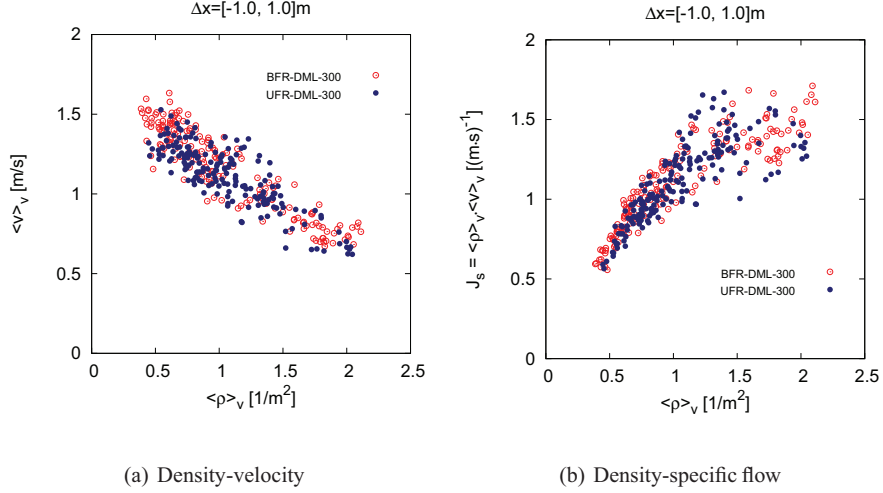 Δx=[-1.0, 1.0]m
BFR-DML-300
UFR-DML-300
2
1.5
1
0.5
0
<v>v [m/s]
0 0.5 1 1.5 2 2.5
<ρ>v [1/m²]
(a) Density-velocity
Δx=[-1.0, 1.0]m
2
1.5
1
0.5
0
Js = <ρ>v.<v>v [(m·s)⁻¹]
BFR-DML-300
UFR-DML-300
0 0.5 1 1.5 2 2.5
<ρ>v [1/m²]
(b) Density-specific flow